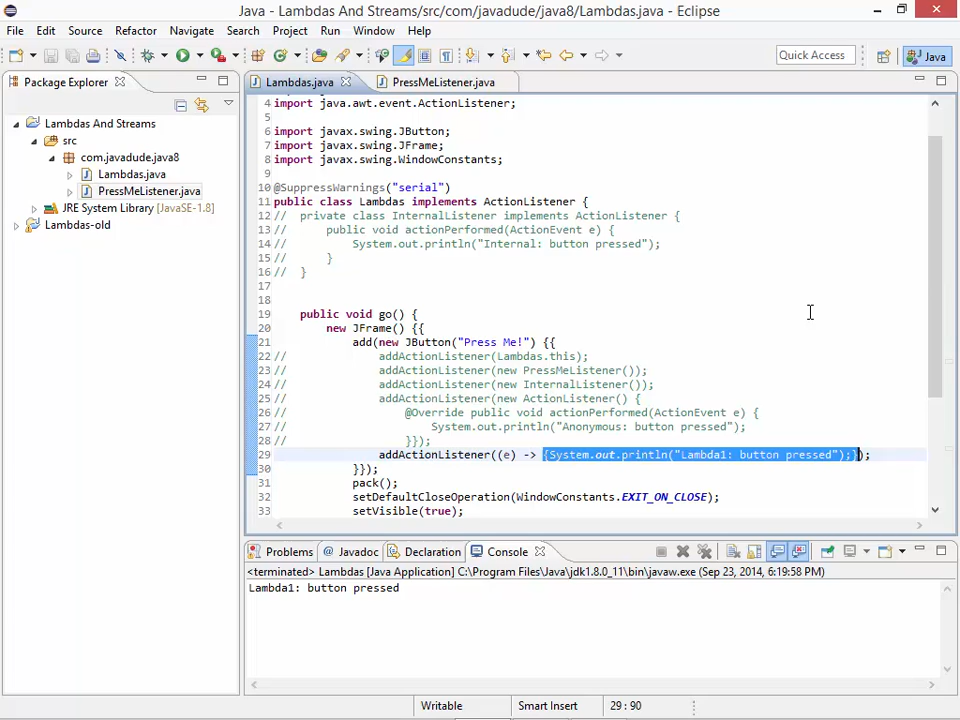 Java - Lambdas And Streams/src/com/javadude/java8/Lambdas.java - Eclipse
File Edit Source Refactor Navigate Search Project Run Window Help
Quick Access Java
Package Explorer
Lambdas.java PressMeListener.java
Lambdas And Streams
src
com.javadude.java8
Lambdas.java
PressMeListener.java
JRE System Library [JavaSE-1.8]
Lambdas-old
4 import java.awt.event.ActionListener;
5
6 import javax.swing.JButton;
7 import javax.swing.JFrame;
8 import javax.swing.WindowConstants;
9
10 @SuppressWarnings("serial")
11 public class Lambdas implements ActionListener {
12 // private class InternalListener implements ActionListener {
13 // public void actionPerformed(ActionEvent e) {
14 // System.out.println("Internal: button pressed");
15 // }
16 // }
17
18
19 public void go() {
20 new JFrame() {{
21 add(new JButton("Press Me!") {{
22 // addActionListener(Lambdas.this);
23 // addActionListener(new PressMeListener());
24 // addActionListener(new InternalListener());
25 // addActionListener(new ActionListener() {
26 // @Override public void actionPerformed(ActionEvent e) {
27 // System.out.println("Anonymous: button pressed");
28 // }});
29 addActionListener((e) -> {System.out.println("Lambda1: button pressed");});
30 }});
31 pack();
32 setDefaultCloseOperation(WindowConstants.EXIT_ON_CLOSE);
33 setVisible(true);
Problems @ Javadoc Declaration Console
<terminated> Lambdas [Java Application] C:\Program Files\Java\jdk1.8.0_11\bin\javaw.exe (Sep 23, 2014, 6:19:58 PM)
Lambda1: button pressed
Writable Smart Insert 29 : 90